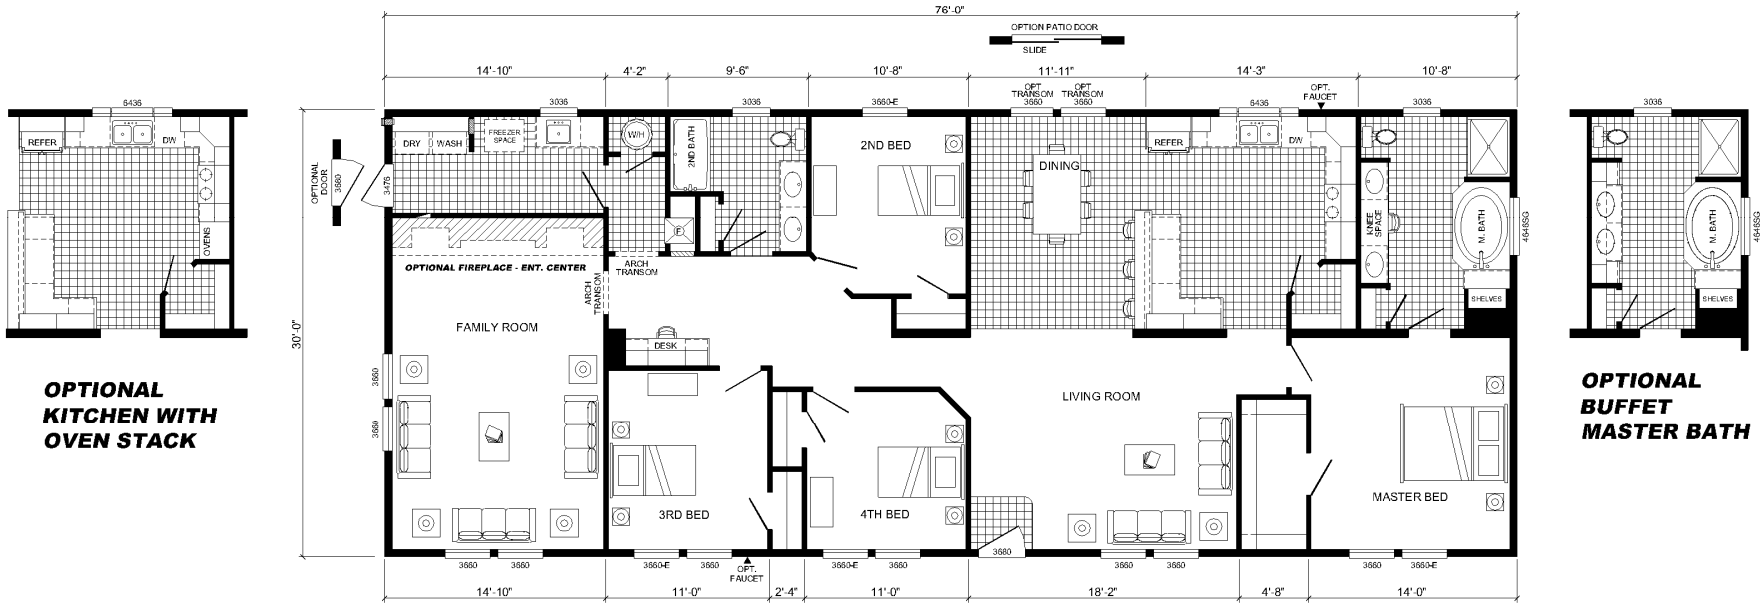 76'-0"
OPTION PATIO DOOR
SLIDE
14'-10"
4'-2"
9'-6"
10'-8"
11'-11"
14'-3"
10'-8"
OPT
TRANSOM
OPT
TRANSOM
OPT.
FAUCET
6436
3036
3036
3660-E
3660
3660
6436
3036
3036
REFER
DW
OVENS
OPTIONAL
DOOR
3680
3476
DRY
WASH
FREEZER
SPACE
W/H
2ND BATH
F
2ND BED
DINING
REFER
DW
KNEE
SPACE
M. BATH
4646SG
SHELVES
M. BATH
4646SG
SHELVES
OPTIONAL FIREPLACE - ENT. CENTER
ARCH
TRANSOM
ARCH
TRANSOM
30'-0"
FAMILY ROOM
DESK
3660
3660
LIVING ROOM
MASTER BED
3RD BED
4TH BED
OPTIONAL
KITCHEN WITH
OVEN STACK
OPTIONAL
BUFFET
MASTER BATH
3660
3660
3660-E
3660
OPT.
FAUCET
3660-E
3660
3680
3660
3660
3660
3660-E
14'-10"
11'-0"
2'-4"
11'-0"
18'-2"
4'-8"
14'-0"